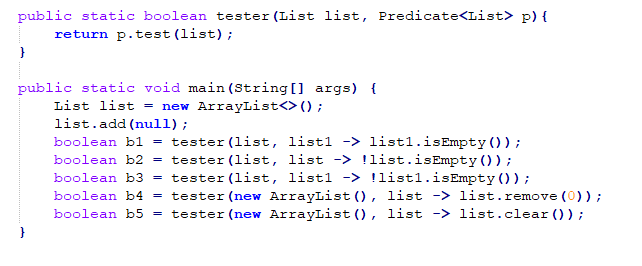 public static boolean tester(List list, Predicate<List> p){
    return p.test(list);
}

public static void main(String[] args) {
    List list = new ArrayList<>();
    list.add(null);
    boolean b1 = tester(list, list1 -> list1.isEmpty());
    boolean b2 = tester(list, list -> !list.isEmpty());
    boolean b3 = tester(list, list1 -> !list1.isEmpty());
    boolean b4 = tester(new ArrayList(), list -> list.remove(0));
    boolean b5 = tester(new ArrayList(), list -> list.clear());
}